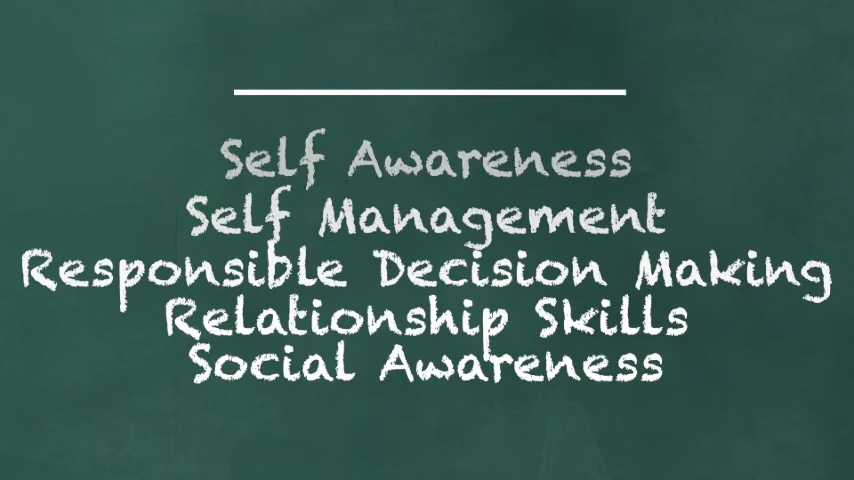 Self Awareness
Self Management
Responsible Decision Making
Relationship Skills
Social Awareness